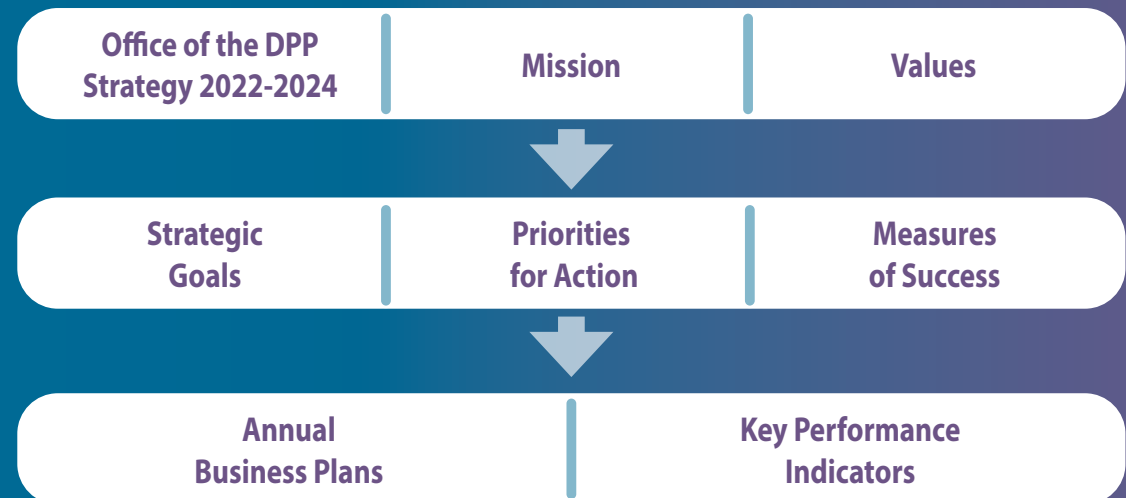 Office of the DPP
Strategy 2022-2024
Mission
Values
Strategic
Goals
Priorities
for Action
Measures
of Success
Annual
Business Plans
Key Performance
Indicators